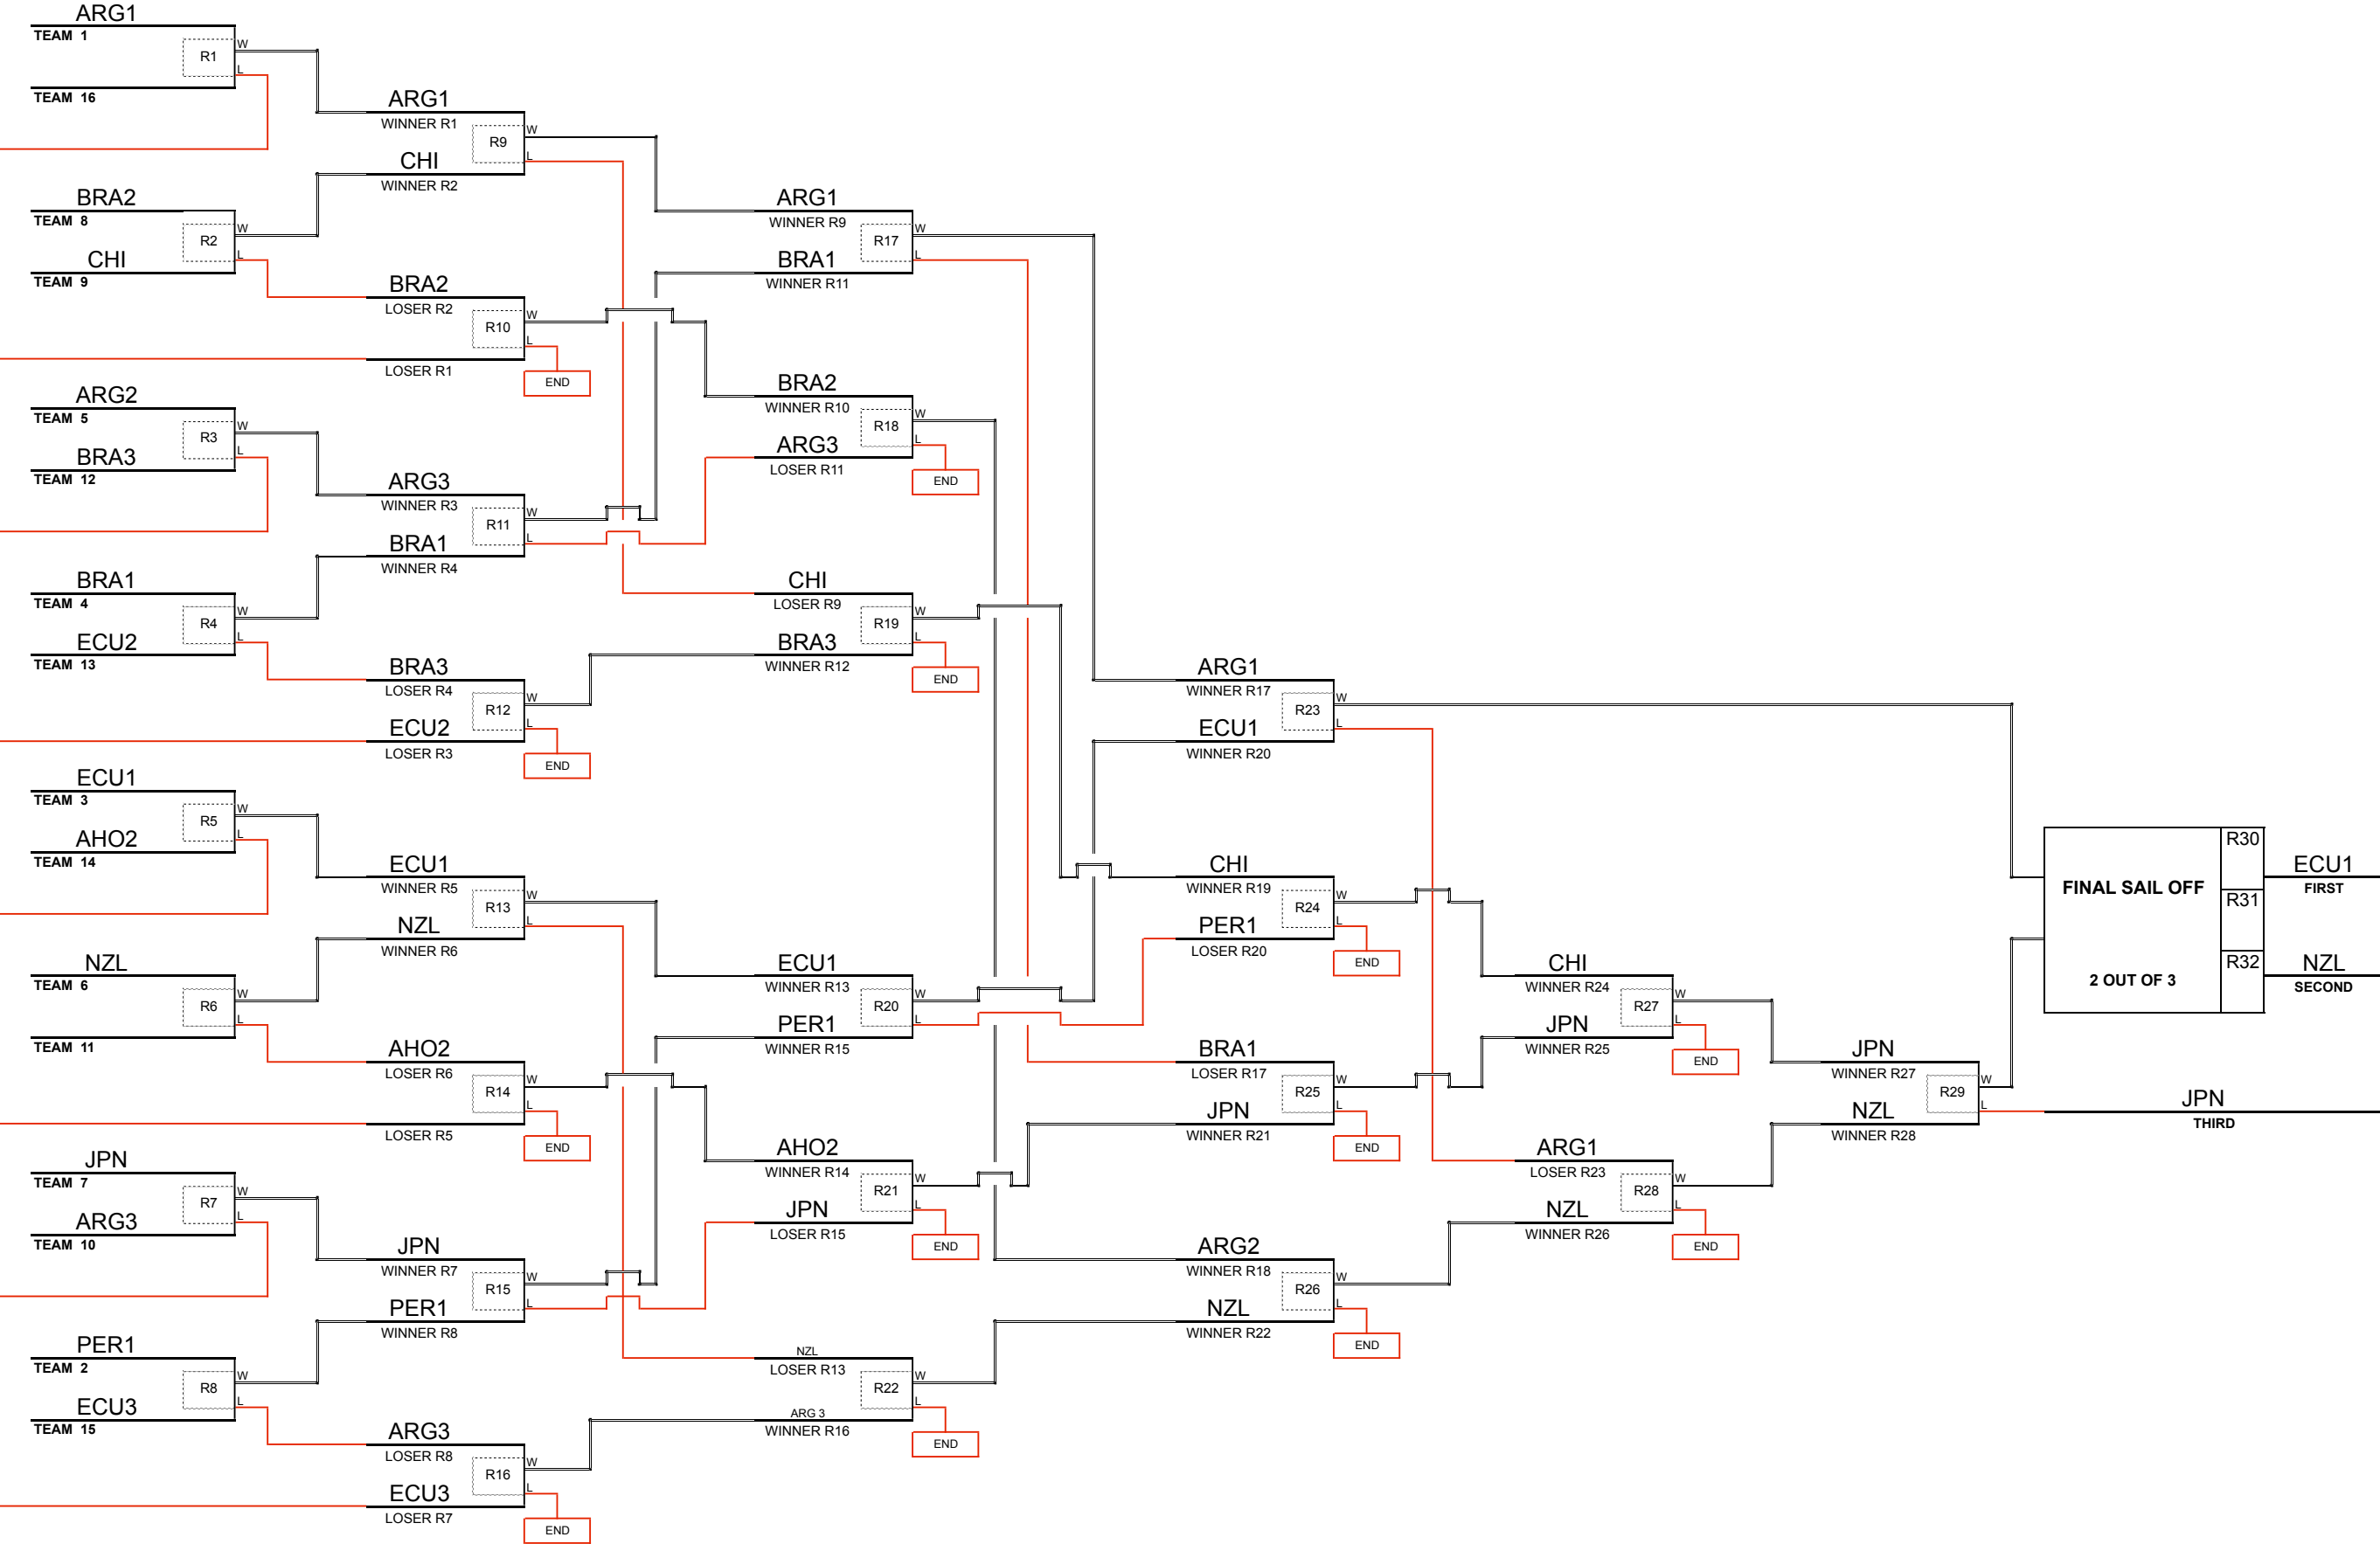 ARG1
TEAM 1
R1
W
L
TEAM 16
BRA2
TEAM 8
R2
W
L
CHI
TEAM 9
ARG2
TEAM 5
R3
W
L
BRA3
TEAM 12
BRA1
TEAM 4
R4
W
L
ECU2
TEAM 13
ECU1
TEAM 3
R5
W
L
AHO2
TEAM 14
NZL
TEAM 6
R6
W
L
TEAM 11
JPN
TEAM 7
R7
W
L
ARG3
TEAM 10
PER1
TEAM 2
R8
W
L
ECU3
TEAM 15
ARG1
WINNER R1
R9
W
L
CHI
WINNER R2
BRA2
LOSER R2
R10
W
L
LOSER R1
END
ARG3
WINNER R3
R11
W
L
BRA1
WINNER R4
BRA3
LOSER R4
R12
W
L
ECU2
LOSER R3
END
ECU1
WINNER R5
R13
W
L
NZL
WINNER R6
AHO2
LOSER R6
R14
W
L
LOSER R5
END
JPN
WINNER R7
R15
W
L
PER1
WINNER R8
ARG3
LOSER R8
R16
W
L
ECU3
LOSER R7
END
ARG1
WINNER R9
R17
W
L
BRA1
WINNER R11
BRA2
WINNER R10
R18
W
L
ARG3
LOSER R11
END
CHI
LOSER R9
R19
W
L
BRA3
WINNER R12
END
ECU1
WINNER R13
R20
W
L
PER1
WINNER R15
AHO2
WINNER R14
R21
W
L
JPN
LOSER R15
END
NZL
LOSER R13
R22
W
L
ARG 3
WINNER R16
END
ARG1
WINNER R17
R23
W
L
ECU1
WINNER R20
CHI
WINNER R19
R24
W
L
PER1
LOSER R20
END
BRA1
LOSER R17
R25
W
L
JPN
WINNER R21
END
ARG2
WINNER R18
R26
W
L
NZL
WINNER R22
END
CHI
WINNER R24
R27
W
L
JPN
WINNER R25
END
ARG1
LOSER R23
R28
W
L
NZL
WINNER R26
END
JPN
WINNER R27
R29
W
L
NZL
WINNER R28
FINAL SAIL OFF
2 OUT OF 3
R30
R31
R32
ECU1
FIRST
NZL
SECOND
JPN
THIRD